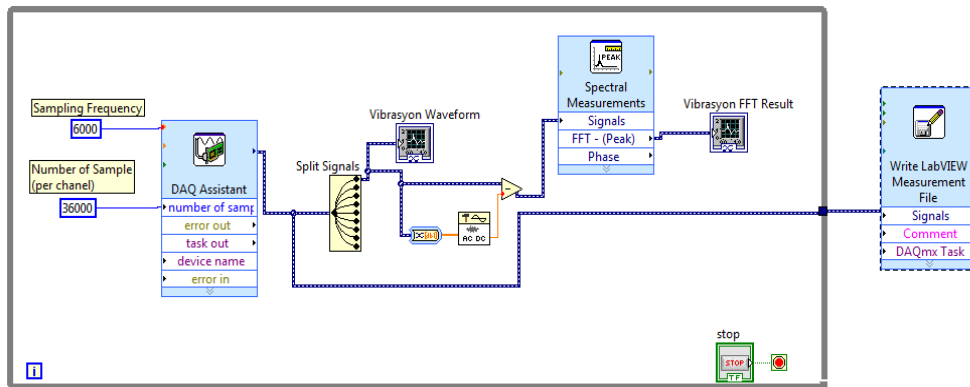 Sampling Frequency
6000
Number of Sample
(per chanel)
36000
DAQ Assistant
number of samp
error out
task out
device name
error in
Split Signals
Vibrasyon Waveform
-
AC DC
PEAK
Spectral
Measurements
Signals
FFT - (Peak)
Phase
Vibrasyon FFT Result
Write LabVIEW
Measurement
File
Signals
Comment
DAQmx Task
stop
STOP
TF
i